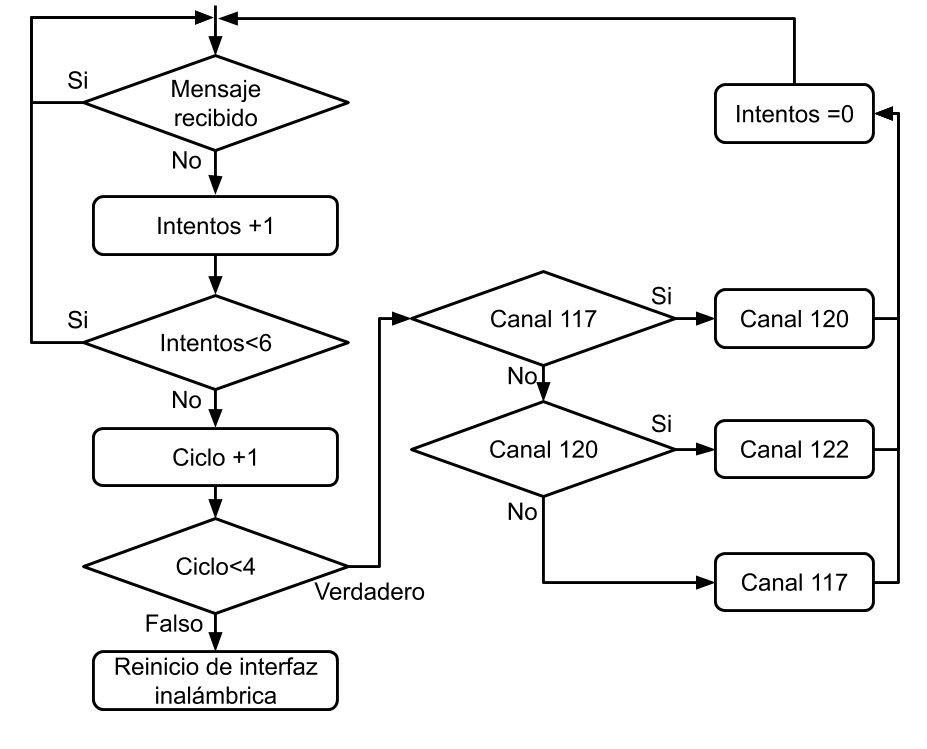 Si
Mensaje
recibido
No
Intentos +1
Si
Intentos<6
No
Ciclo +1
Ciclo<4
Verdadero
Falso
Reinicio de interfaz
inalámbrica
Canal 117
Si
No
Canal 120
Canal 120
Si
No
Canal 122
Canal 117
Intentos =0